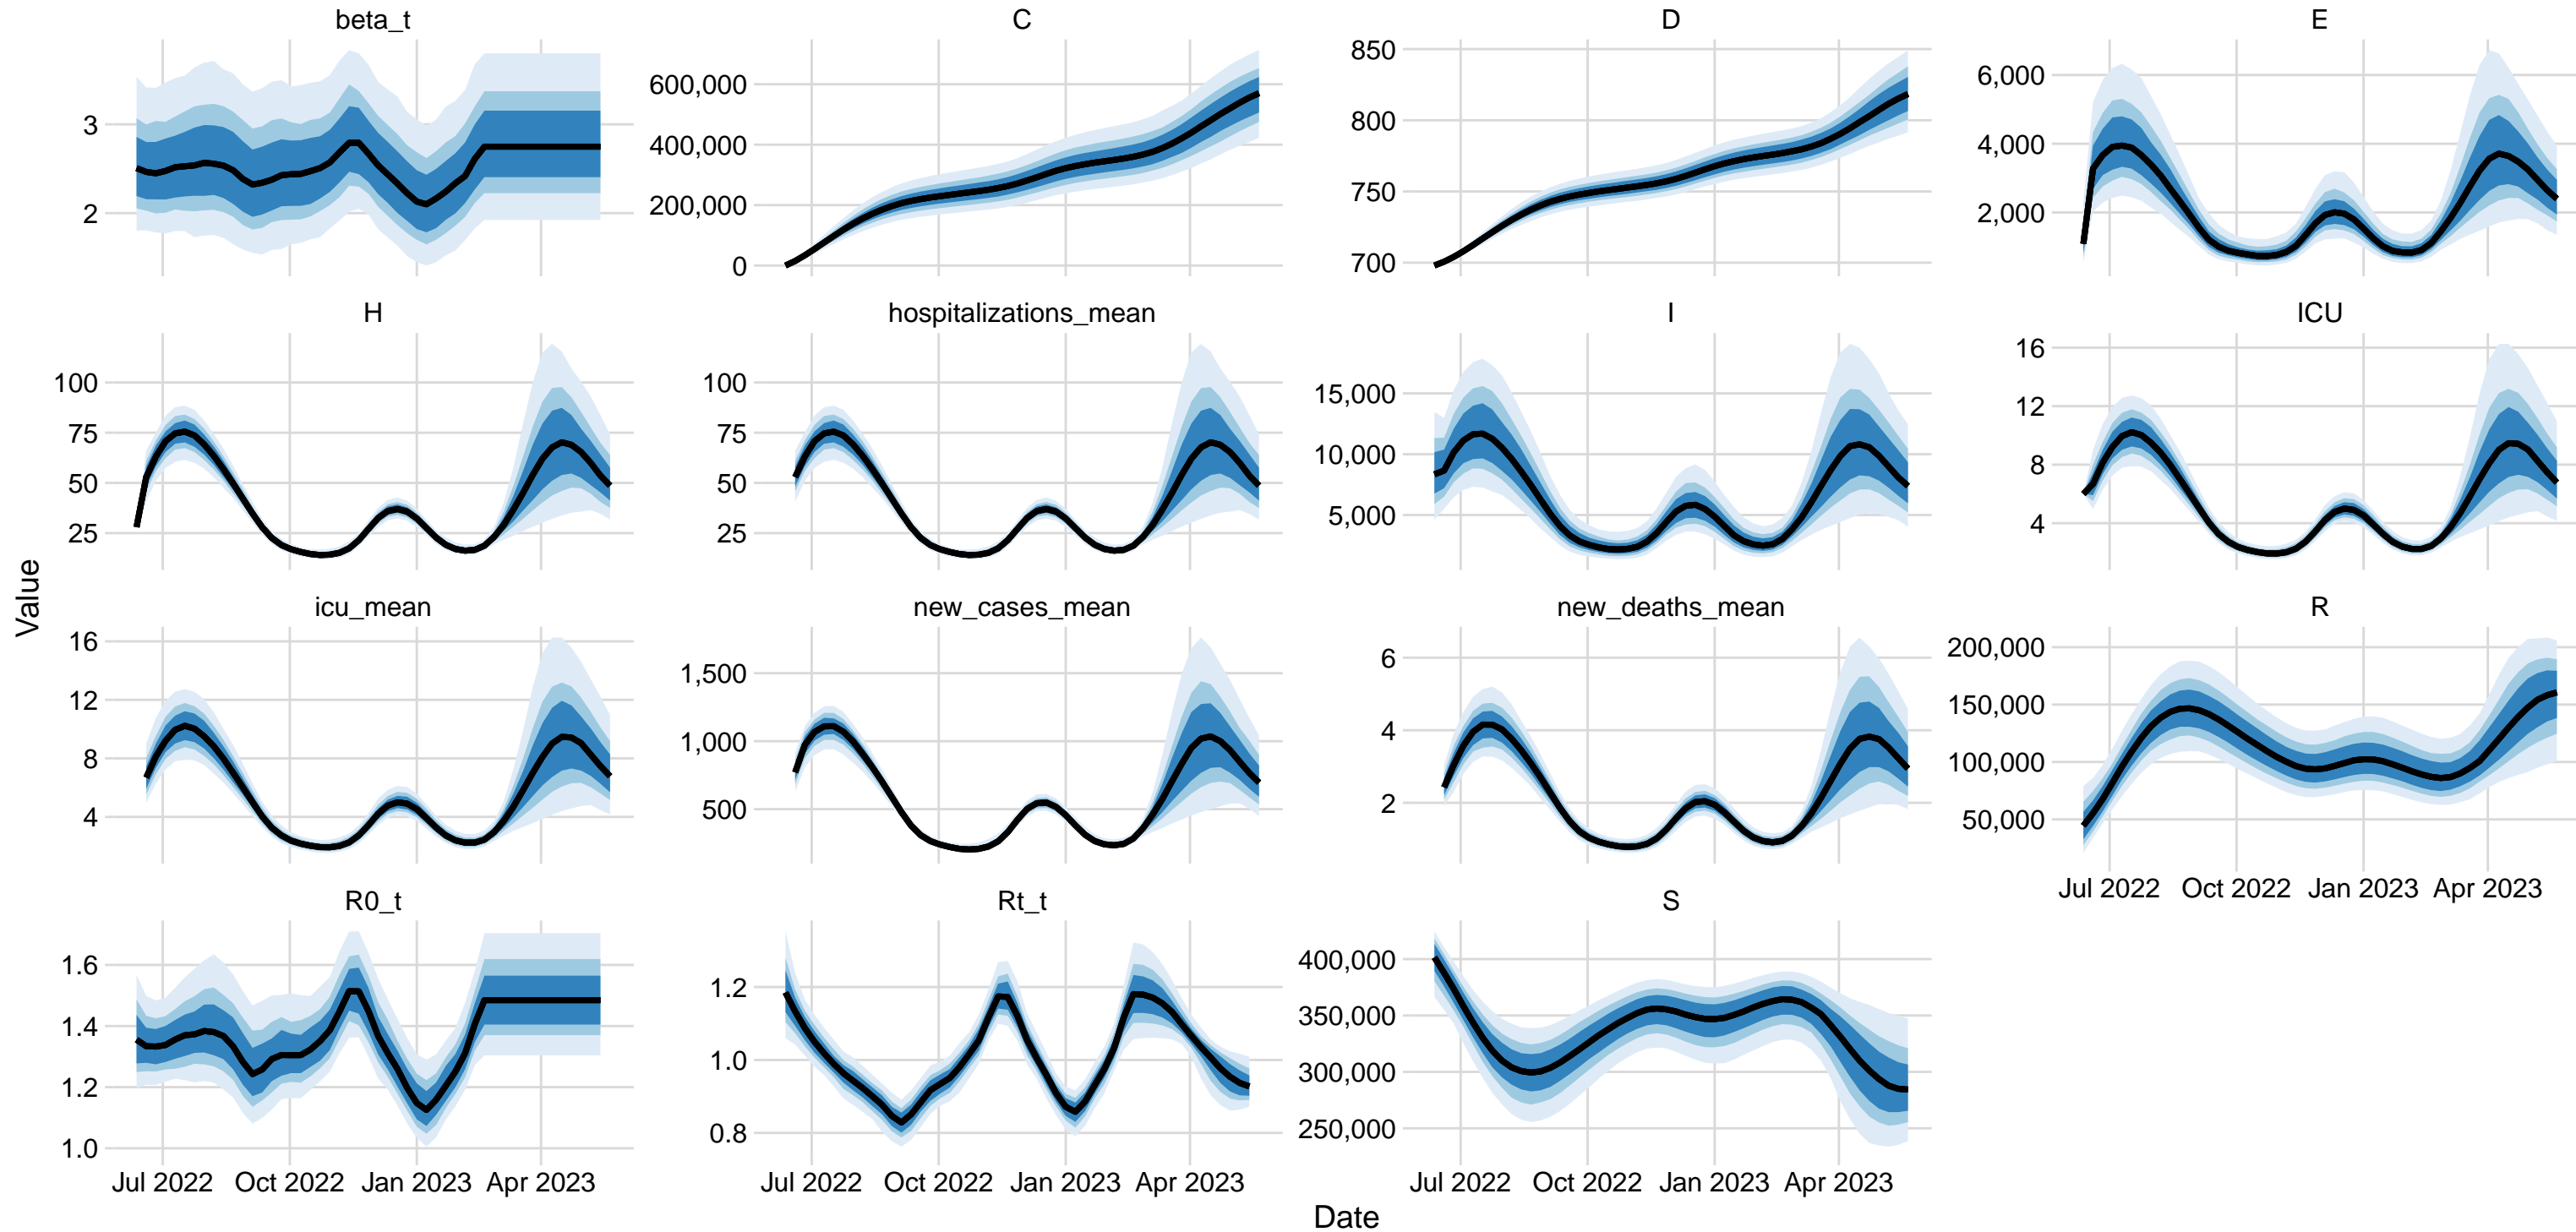 beta_t
C
D
E
3
2
600,000
400,000
200,000
0
850
800
750
700
6,000
4,000
2,000
H
hospitalizations_mean
I
ICU
100
75
50
25
100
75
50
25
15,000
10,000
5,000
16
12
8
4
Value
icu_mean
new_cases_mean
new_deaths_mean
R
16
12
8
4
1,500
1,000
500
6
4
2
200,000
150,000
100,000
50,000
Jul 2022 Oct 2022 Jan 2023 Apr 2023
R0_t
Rt_t
S
1.6
1.4
1.2
1.0
1.2
1.0
0.8
400,000
350,000
300,000
250,000
Jul 2022 Oct 2022 Jan 2023 Apr 2023
Jul 2022 Oct 2022 Jan 2023 Apr 2023
Jul 2022 Oct 2022 Jan 2023 Apr 2023
Date